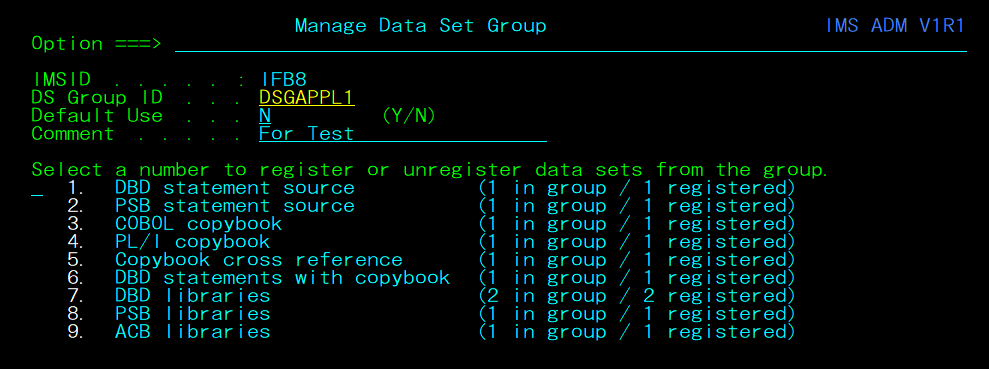 Manage Data Set Group IMS ADM V1R1
Option ===>
IMSID . . . . . : IFB8
DS Group ID . . . DSGAPPL1
Default Use . . . N (Y/N)
Comment . . . . . For Test
Select a number to register or unregister data sets from the group.
_ 1. DBD statement source (1 in group / 1 registered)
2. PSB statement source (1 in group / 1 registered)
3. COBOL copybook (1 in group / 1 registered)
4. PL/I copybook (1 in group / 1 registered)
5. Copybook cross reference (1 in group / 1 registered)
6. DBD statements with copybook (1 in group / 1 registered)
7. DBD libraries (2 in group / 2 registered)
8. PSB libraries (1 in group / 1 registered)
9. ACB libraries (1 in group / 1 registered)